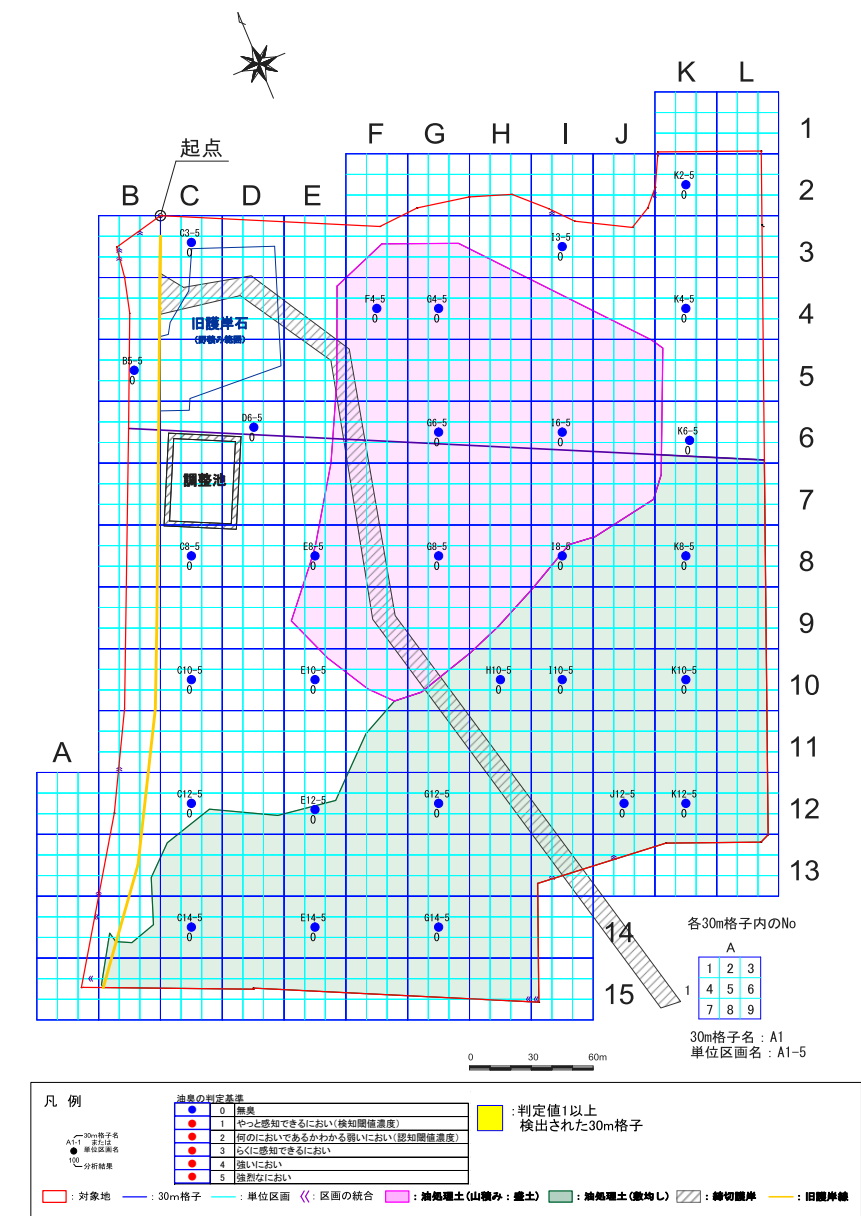 K L
1
F G H I J
起点
2
K2-5
0
B C D E
C3-5
0
I3-5
0
3
F4-5
0
G4-5
0
K4-5
0
4
旧護岸石
(野積み範囲)
B5-5
0
5
D6-5
0
G6-5
0
I6-5
0
K6-5
0
6
調整池
7
C8-5
0
E8-5
0
G8-5
0
I8-5
0
K8-5
0
8
9
C10-5
0
E10-5
0
H10-5
0
I10-5
0
K10-5
0
10
11
A
C12-5
0
E12-5
0
G12-5
0
J12-5
0
K12-5
0
12
13
C14-5
0
E14-5
0
G14-5
0
14
15
各30m格子内のNo
A
1 2 3
1 4 5 6
7 8 9
30m格子名：A1
単位区画名：A1-5
0 30 60m
凡 例
30m格子名
または
単位区画名
A1-1
100
分析結果
油臭の判定基準
0 無臭
1 やっと感知できるにおい(検知閾値濃度)
2 何のにおいであるかわかる弱いにおい(認知閾値濃度)
3 らくに感知できるにおい
4 強いにおい
5 強烈なにおい
：判定値1以上
検出された30m格子
：対象地 ：30m格子 ：単位区画 ：区画の統合 ：油処理土(山積み：盛土) ：油処理土(敷均し) ：締切護岸 ：旧護岸線